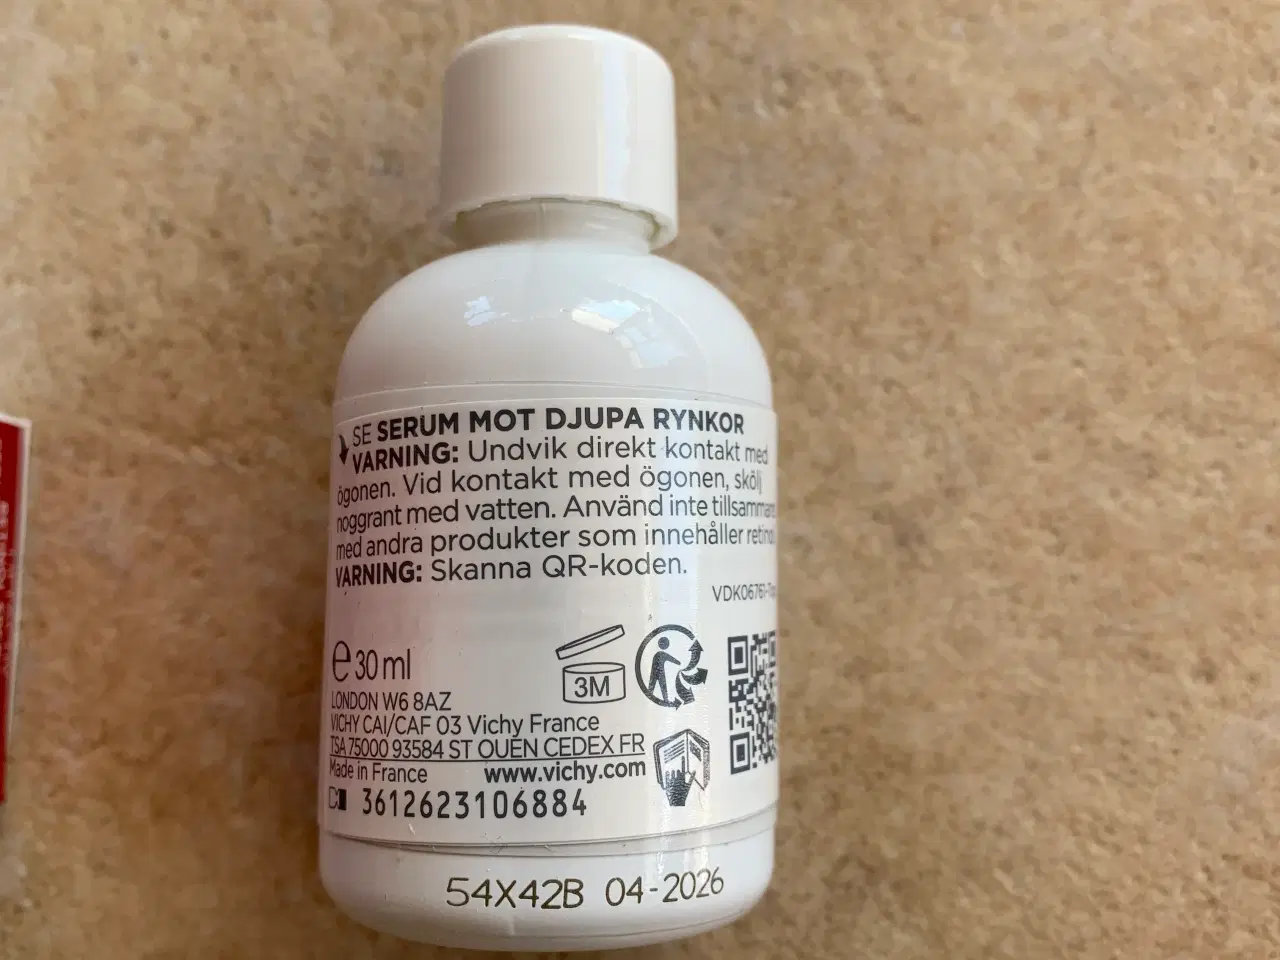 SE SERUM MOT DJUPA RYNKOR
VARNING: Undvik direkt kontakt med
ögonen. Vid kontakt med ögonen, skölj
noggrant med vatten. Använd inte tillsammans
med andra produkter som innehåller retinol.
VARNING: Skanna QR-koden.
e 30 ml
3M
LONDON W6 8AZ
VICHY CAI/CAF 03 Vichy France
TSA 75000 93584 ST OUEN CEDEX FR
Made in France www.vichy.com
3612623106884
54X42B 04-2026